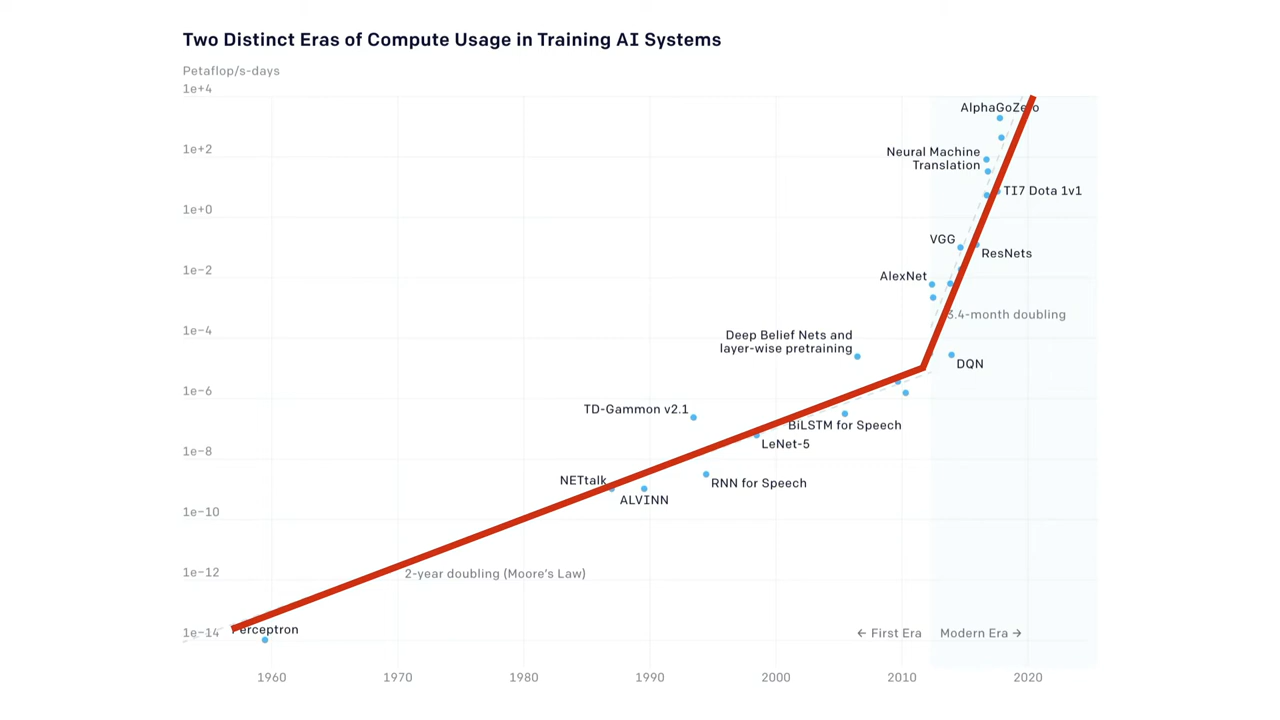 Two Distinct Eras of Compute Usage in Training AI Systems
Petaflop/s-days
1e+4
AlphaGoZero
1e+2
Neural Machine
Translation
TI7 Dota 1v1
1e+0
VGG
ResNets
1e-2
AlexNet
3.4-month doubling
1e-4
Deep Belief Nets and
layer-wise pretraining
DQN
1e-6
TD-Gammon v2.1
BiLSTM for Speech
LeNet-5
1e-8
NETtalk
RNN for Speech
ALVINN
1e-10
2-year doubling (Moore's Law)
1e-12
1e-14
Perceptron
← First Era
Modern Era →
1960
1970
1980
1990
2000
2010
2020